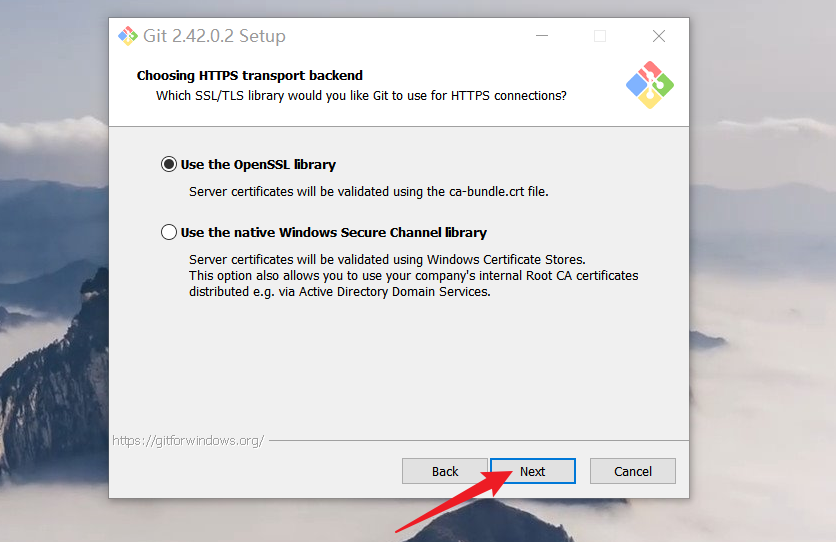 Git 2.42.0.2 Setup
Choosing HTTPS transport backend
Which SSL/TLS library would you like Git to use for HTTPS connections?
Use the OpenSSL library
Server certificates will be validated using the ca-bundle.crt file.
Use the native Windows Secure Channel library
Server certificates will be validated using Windows Certificate Stores.
This option also allows you to use your company's internal Root CA certificates
distributed e.g. via Active Directory Domain Services.
https://gitforwindows.org/
Back Next Cancel